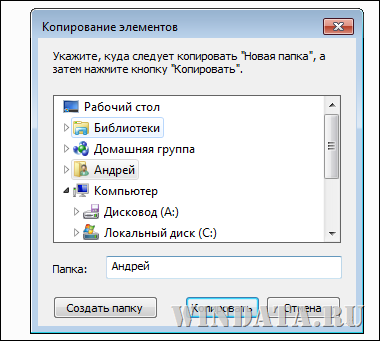 Копирование элементов
Укажите, куда следует копировать "Новая папка", а
затем нажмите кнопку "Копировать".
Рабочий стол
Библиотеки
Домашняя группа
Андрей
Компьютер
Дисковод (A:)
Локальный диск (C:)
Папка:
Андрей
Создать папку
Копировать
Отмена
WINDATA.RU